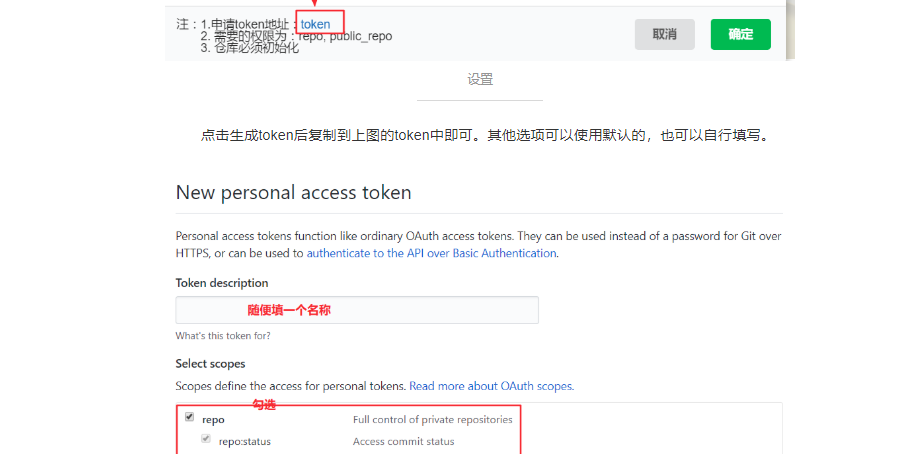 注：1.申请token地址：token
2. 需要的权限为：repo, public_repo
3. 仓库必须初始化
取消
确定
设置
点击生成token后复制到上图的token中即可。其他选项可以使用默认的，也可以自行填写。
New personal access token
Personal access tokens function like ordinary OAuth access tokens. They can be used instead of a password for Git over
HTTPS, or can be used to authenticate to the API over Basic Authentication.
Token description
随便填一个名称
What's this token for?
Select scopes
Scopes define the access for personal tokens. Read more about OAuth scopes.
勾选
repo Full control of private repositories
repo:status Access commit status